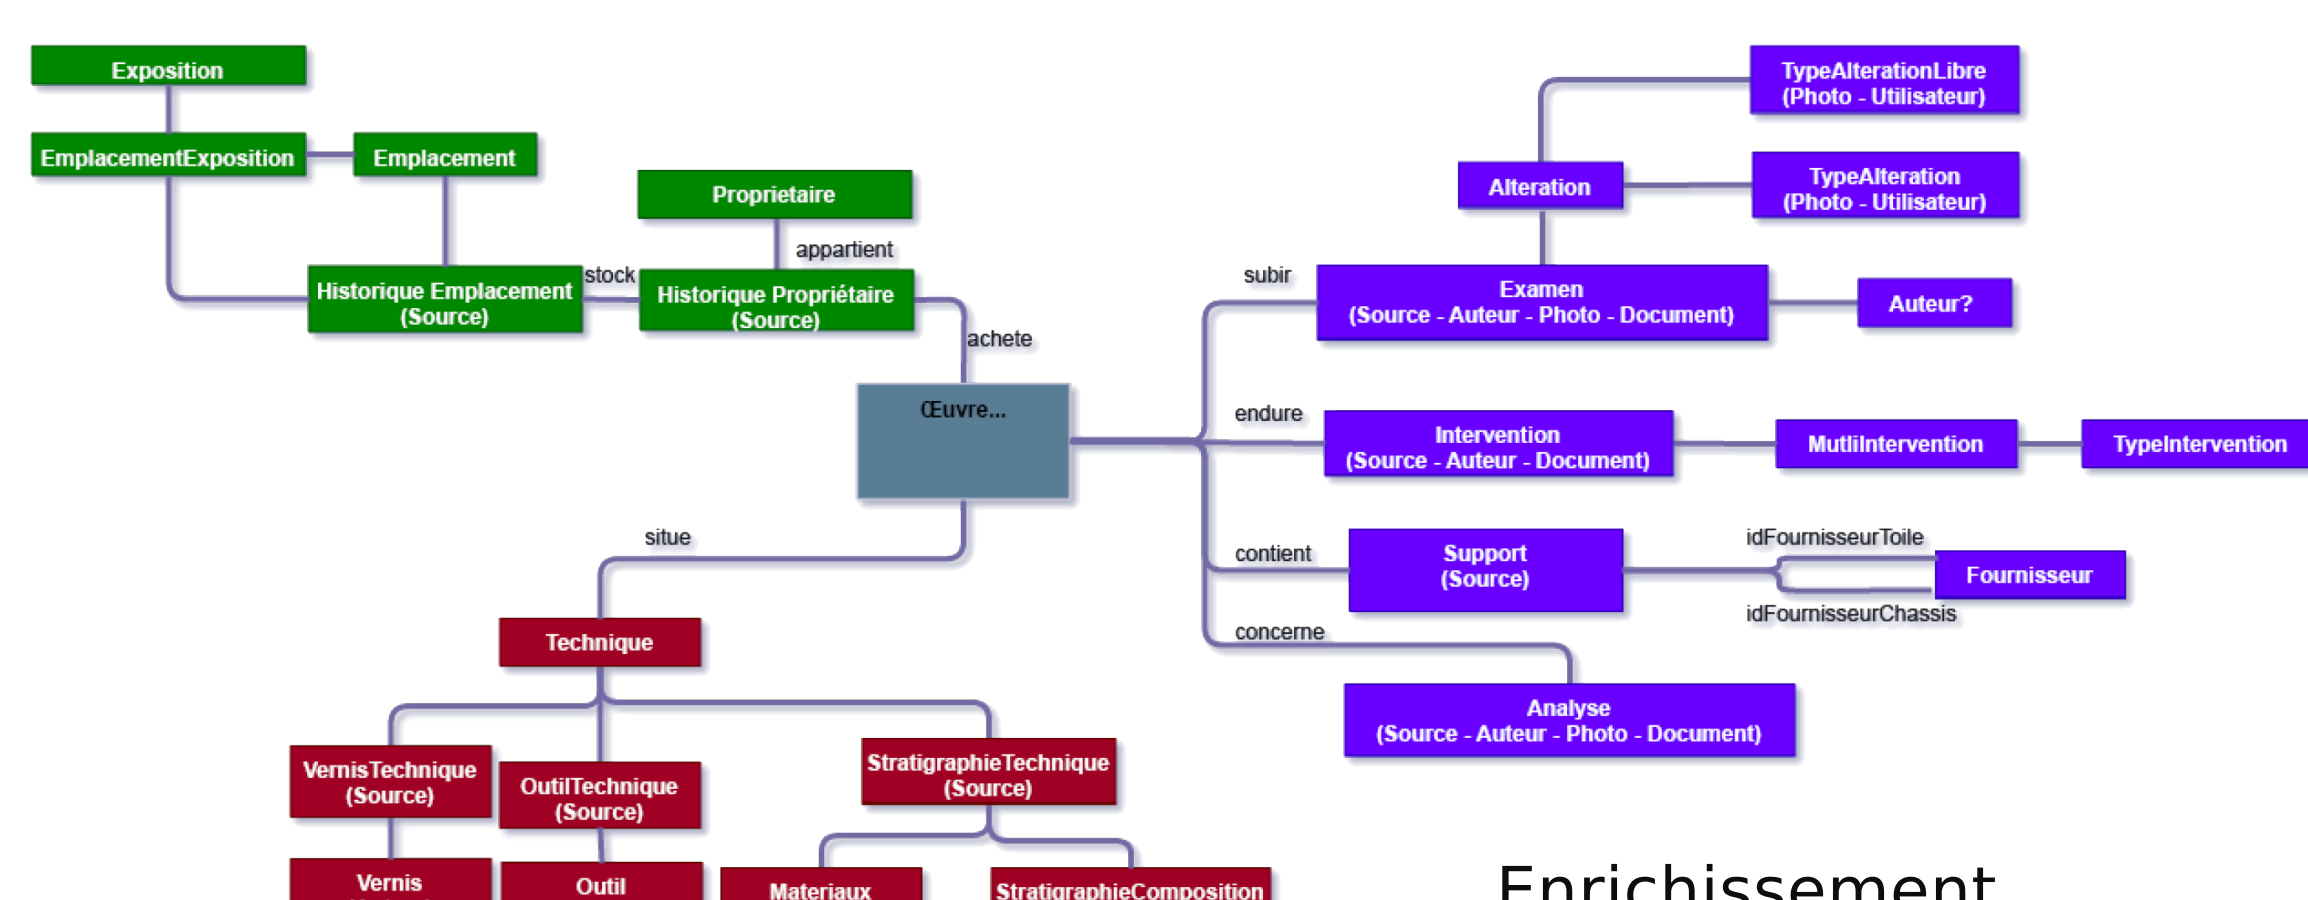 Exposition
EmplacementExposition
Emplacement
Proprietaire
appartient
stock
Historique Emplacement
(Source)
Historique Propriétaire
(Source)
achete
Œuvre...
TypeAlterationLibre
(Photo - Utilisateur)
Alteration
TypeAlteration
(Photo - Utilisateur)
subir
Examen
(Source - Auteur - Photo - Document)
Auteur?
endure
Intervention
(Source - Auteur - Document)
MutliIntervention
TypeIntervention
contient
Support
(Source)
idFournisseurToile
Fournisseur
idFournisseurChassis
concerne
Analyse
(Source - Auteur - Photo - Document)
situe
Technique
VernisTechnique
(Source)
OutilTechnique
(Source)
StratigraphieTechnique
(Source)
Vernis
Outil
Materiaux
StratigraphieComposition
Enrichissement